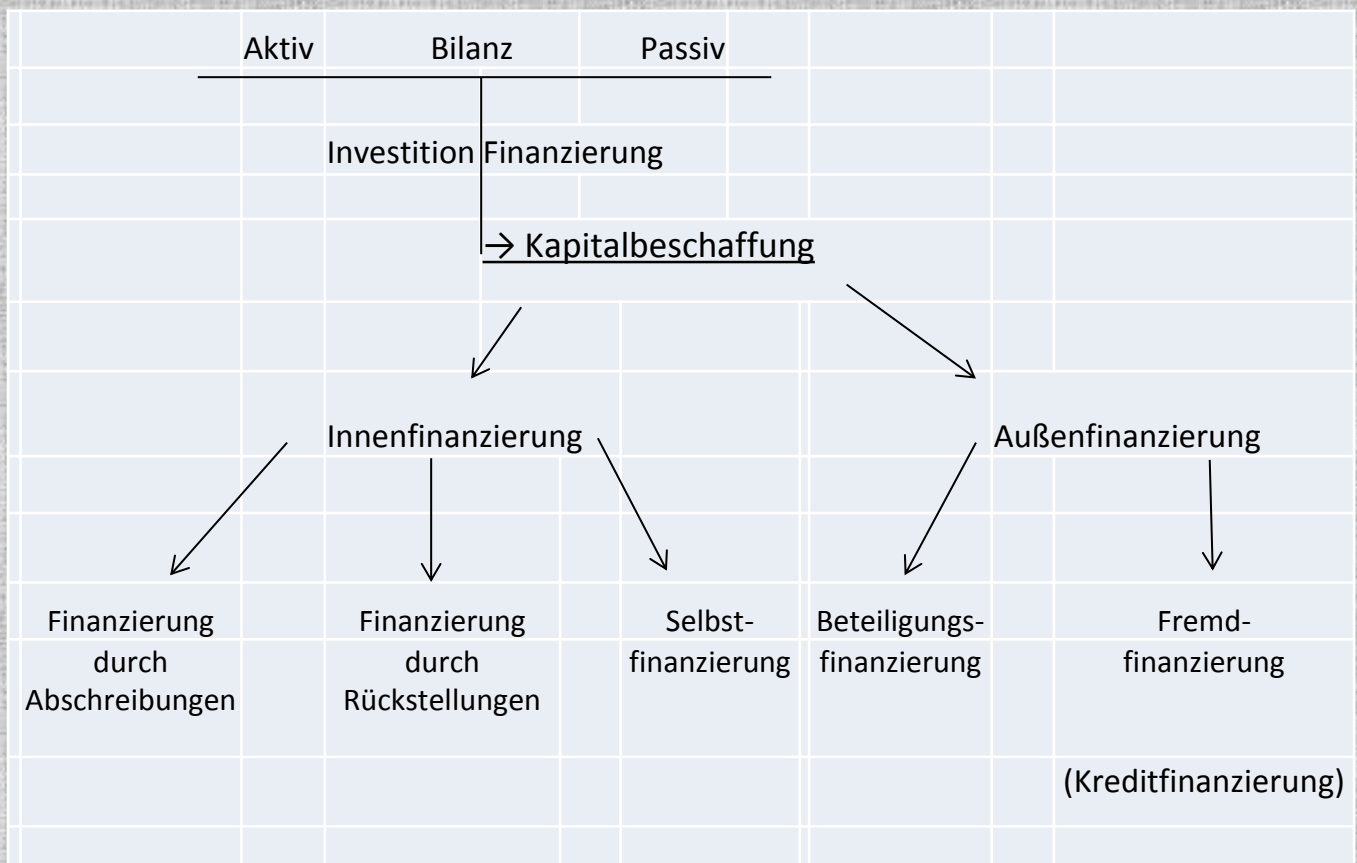 Aktiv Bilanz Passiv
Investition Finanzierung
→ Kapitalbeschaffung
Innenfinanzierung Außenfinanzierung
Finanzierung
durch
Abschreibungen
Finanzierung
durch
Rückstellungen
Selbst-
finanzierung
Beteiligungs-
finanzierung
Fremd-
finanzierung
(Kreditfinanzierung)